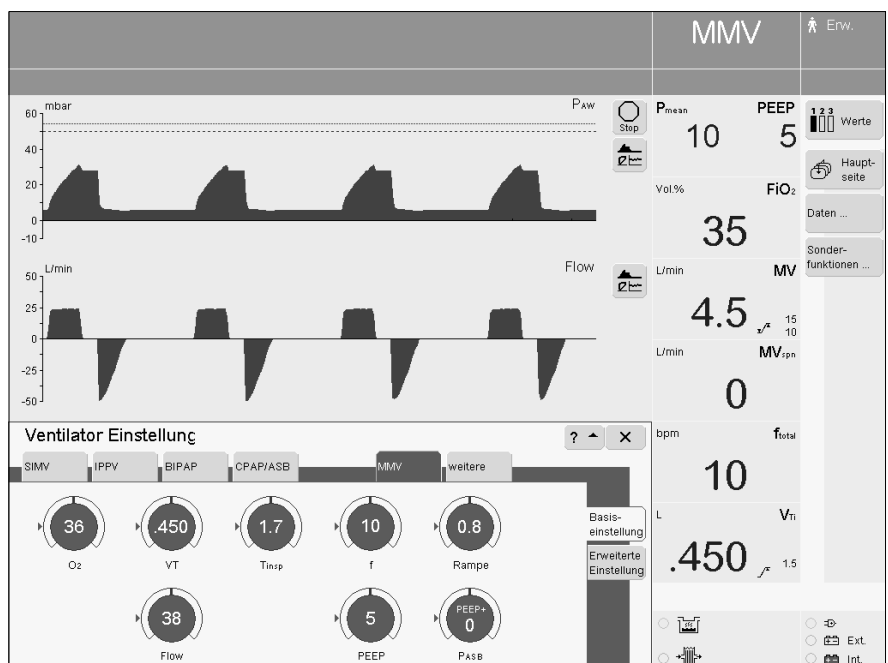 MMV
Erw.
mbar
PAW
60
40
20
0
-10
Stop
Pmean
PEEP
10
5
1 2 3
Werte
Haupt-
seite
Daten ...
Sonder-
funktionen ...
Vol.%
FiO2
35
L/min
Flow
50
25
0
-25
-50
L/min
MV
4.5
15
10
L/min
MVspn
0
bpm
ftotal
10
L
VTi
.450
1.5
Ventilator Einstellung
?
SIMV
IPPV
BIPAP
CPAP/ASB
MMV
weitere
Basis-
einstellung
Erweiterte
Einstellung
36
.450
1.7
10
0.8
O2
VT
Tinsp
f
Rampe
38
5
PEEP+
0
Flow
PEEP
PASB
Ext.
Int.